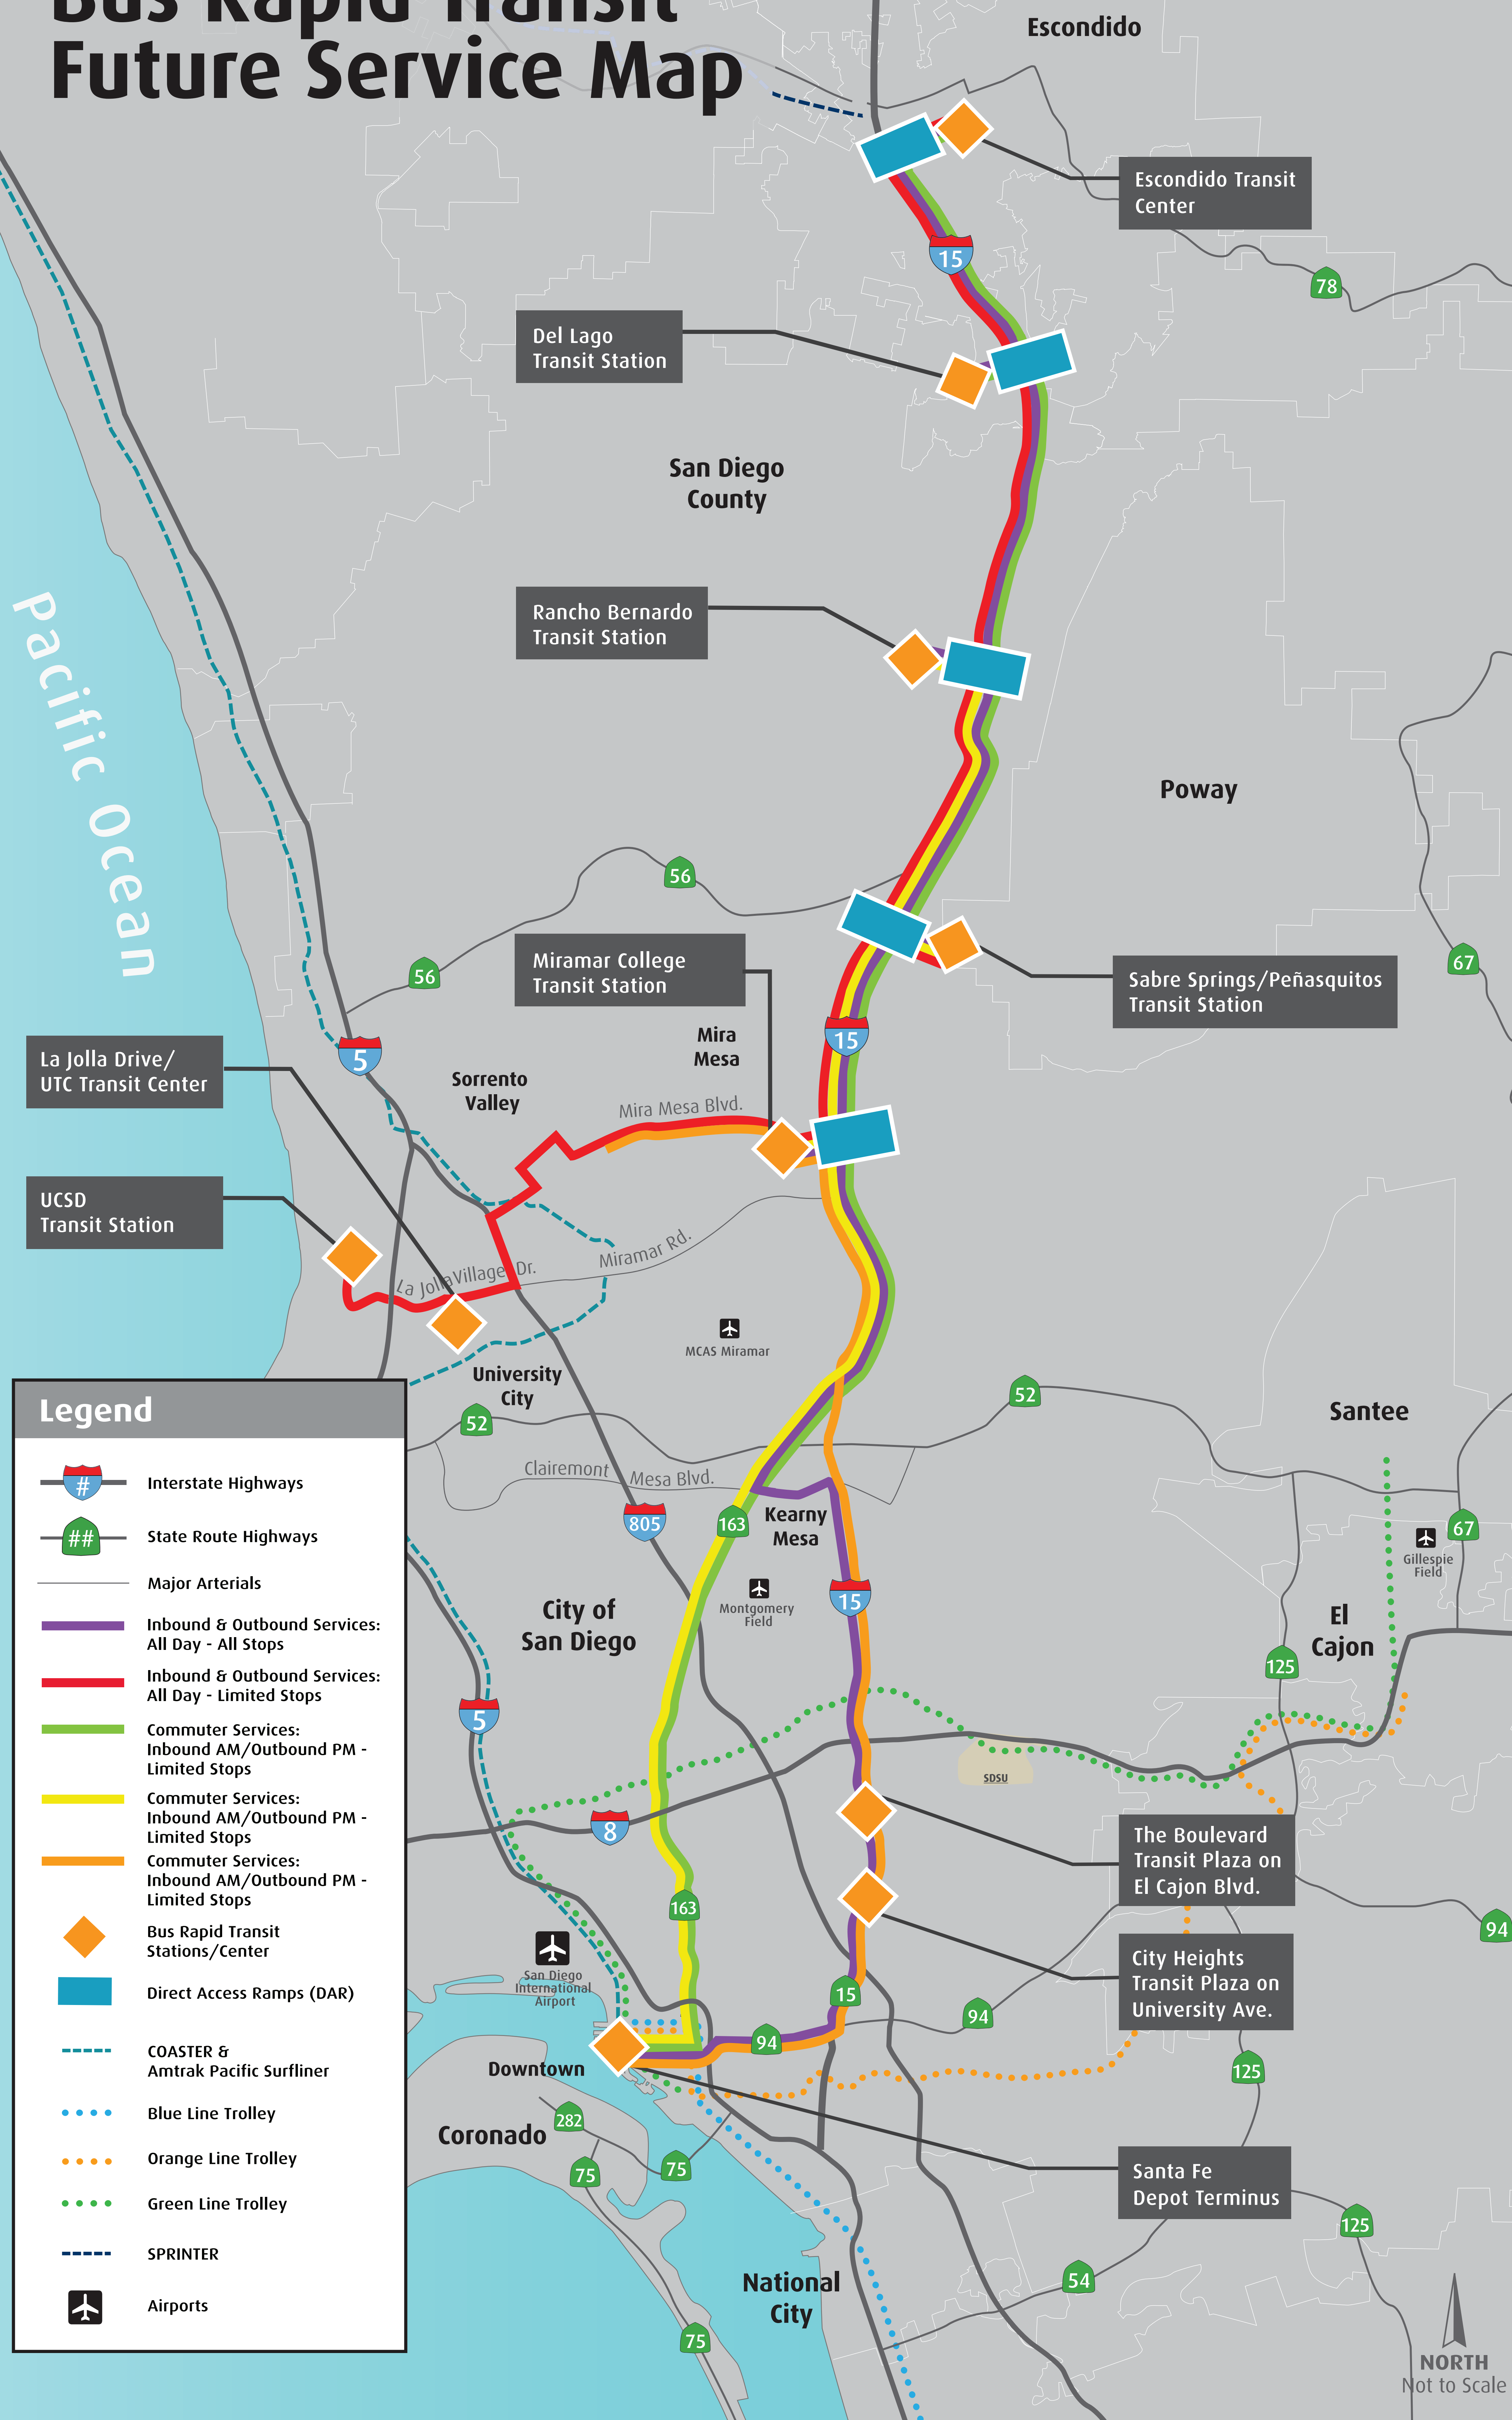 Bus Rapid Transit
Future Service Map
Escondido
Escondido Transit
Center
15
78
Del Lago
Transit Station
San Diego
County
Rancho Bernardo
Transit Station
Pacific Ocean
Poway
56
56
67
Miramar College
Transit Station
Sabre Springs/Peñasquitos
Transit Station
15
Mira
Mesa
La Jolla Drive/
UTC Transit Center
5
Sorrento
Valley
Mira Mesa Blvd.
UCSD
Transit Station
Miramar Rd.
La Jolla Village Dr.
MCAS Miramar
University
City
52
52
Santee
Clairemont Mesa Blvd.
805
163
Kearny
Mesa
67
Gillespie
Field
15
Montgomery
Field
City of
San Diego
El
Cajon
125
5
SDSU
8
The Boulevard
Transit Plaza on
El Cajon Blvd.
163
94
San Diego
International
Airport
City Heights
Transit Plaza on
University Ave.
15
94
94
Downtown
125
282
Coronado
75
75
Santa Fe
Depot Terminus
125
54
National
City
75
NORTH
Not to Scale
Legend
#
Interstate Highways
##
State Route Highways
Major Arterials
Inbound & Outbound Services:
All Day - All Stops
Inbound & Outbound Services:
All Day - Limited Stops
Commuter Services:
Inbound AM/Outbound PM -
Limited Stops
Commuter Services:
Inbound AM/Outbound PM -
Limited Stops
Commuter Services:
Inbound AM/Outbound PM -
Limited Stops
Bus Rapid Transit
Stations/Center
Direct Access Ramps (DAR)
COASTER &
Amtrak Pacific Surfliner
Blue Line Trolley
Orange Line Trolley
Green Line Trolley
SPRINTER
Airports